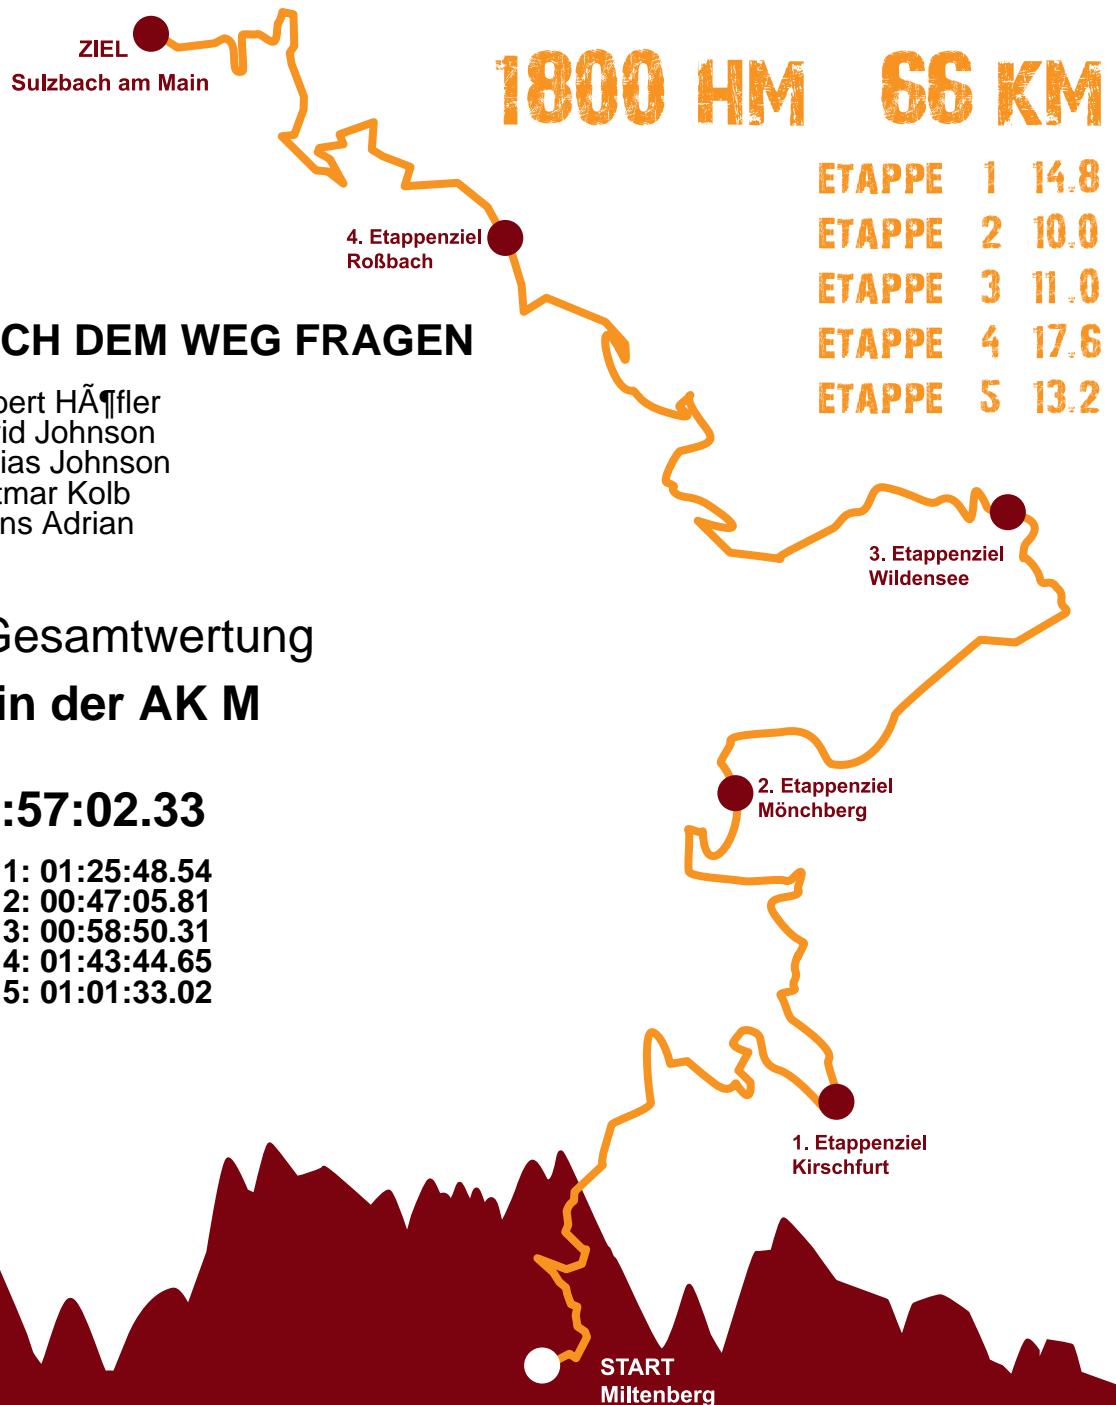 ZIEL
Sulzbach am Main
1800 HM 66 KM
ETAPPE 1 14.8
ETAPPE 2 10.0
ETAPPE 3 11.0
ETAPPE 4 17.6
ETAPPE 5 13.2
4. Etappenziel
Roßbach
CH DEM WEG FRAGEN
bert HÃ¶fler
rid Johnson
ias Johnson
tmar Kolb
ns Adrian
3. Etappenziel
Wildensee
Gesamtwertung
in der AK M
2. Etappenziel
Mönchberg
:57:02.33
1: 01:25:48.54
2: 00:47:05.81
3: 00:58:50.31
4: 01:43:44.65
5: 01:01:33.02
1. Etappenziel
Kirschfurt
START
Miltenberg